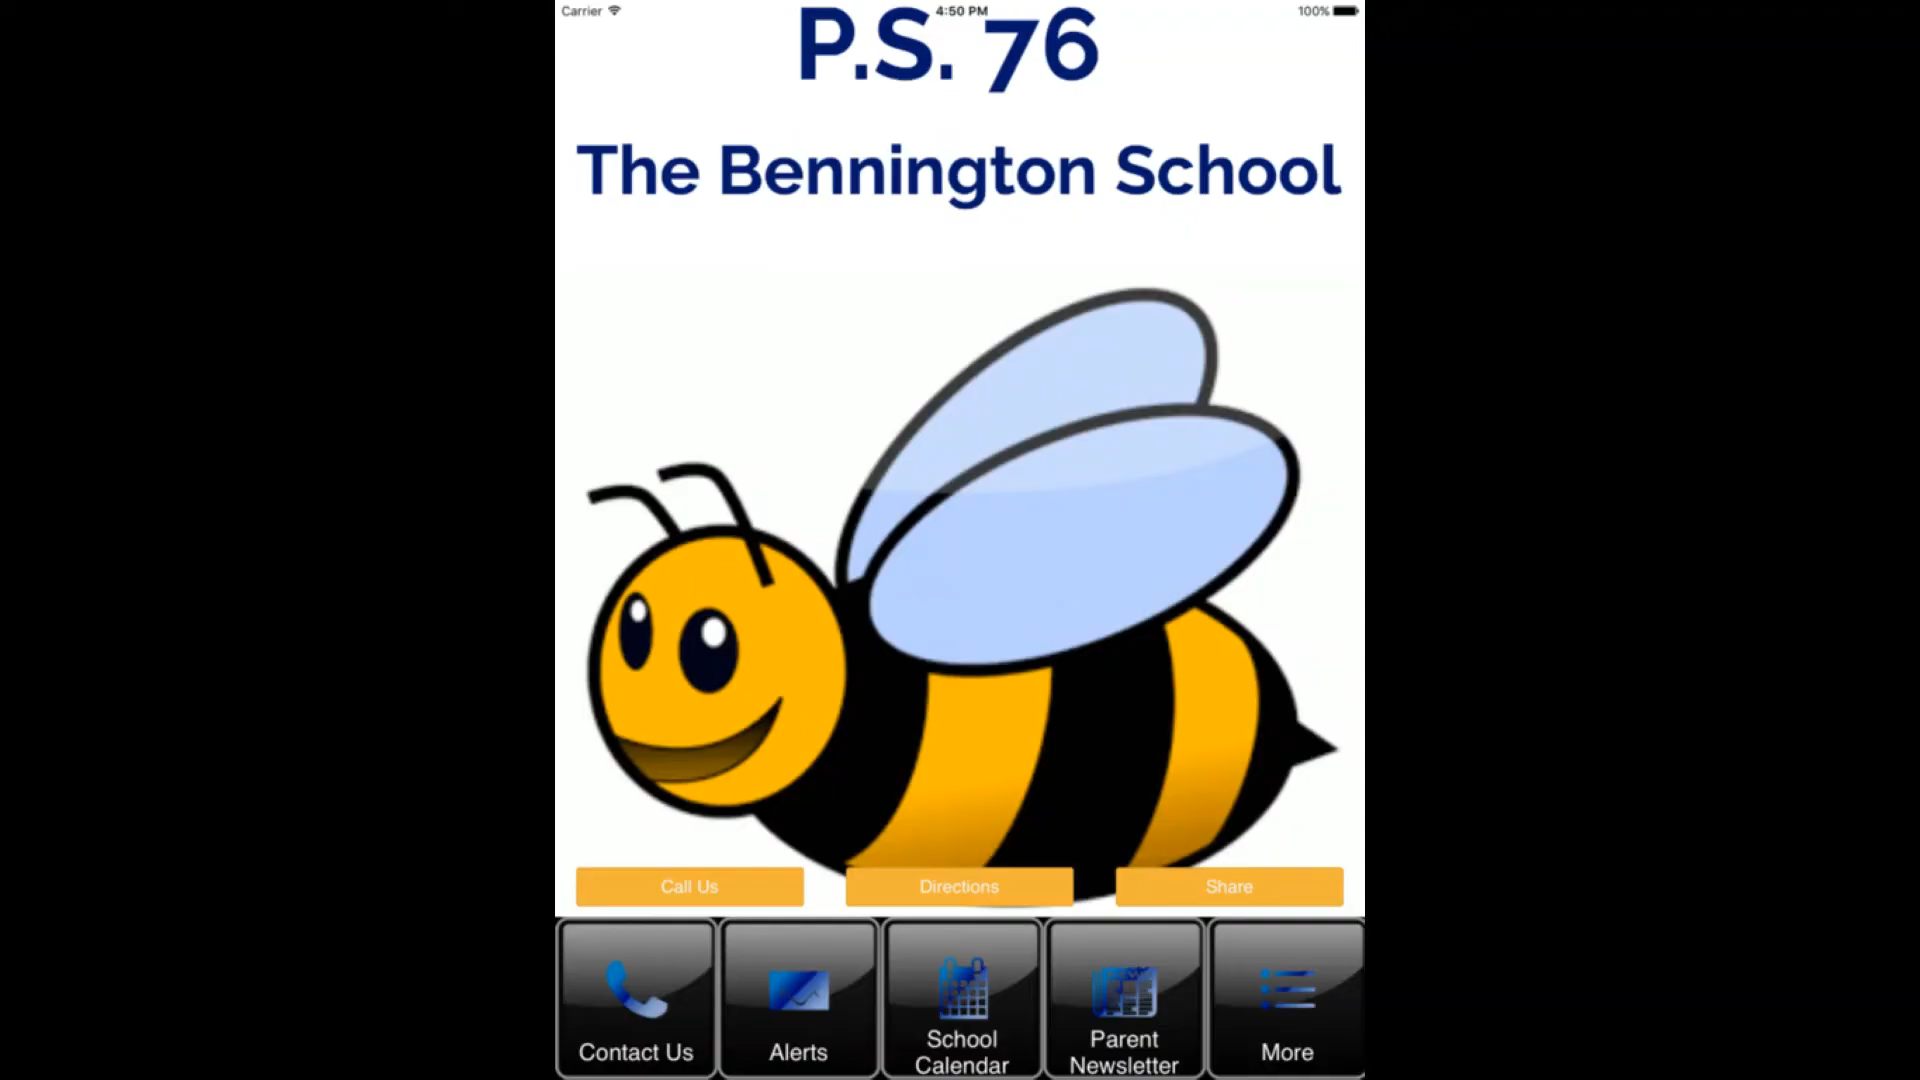 Carrier 4:50 PM 100%
P.S. 76
The Bennington School
Call Us Directions Share
Contact Us Alerts School Calendar Parent Newsletter More